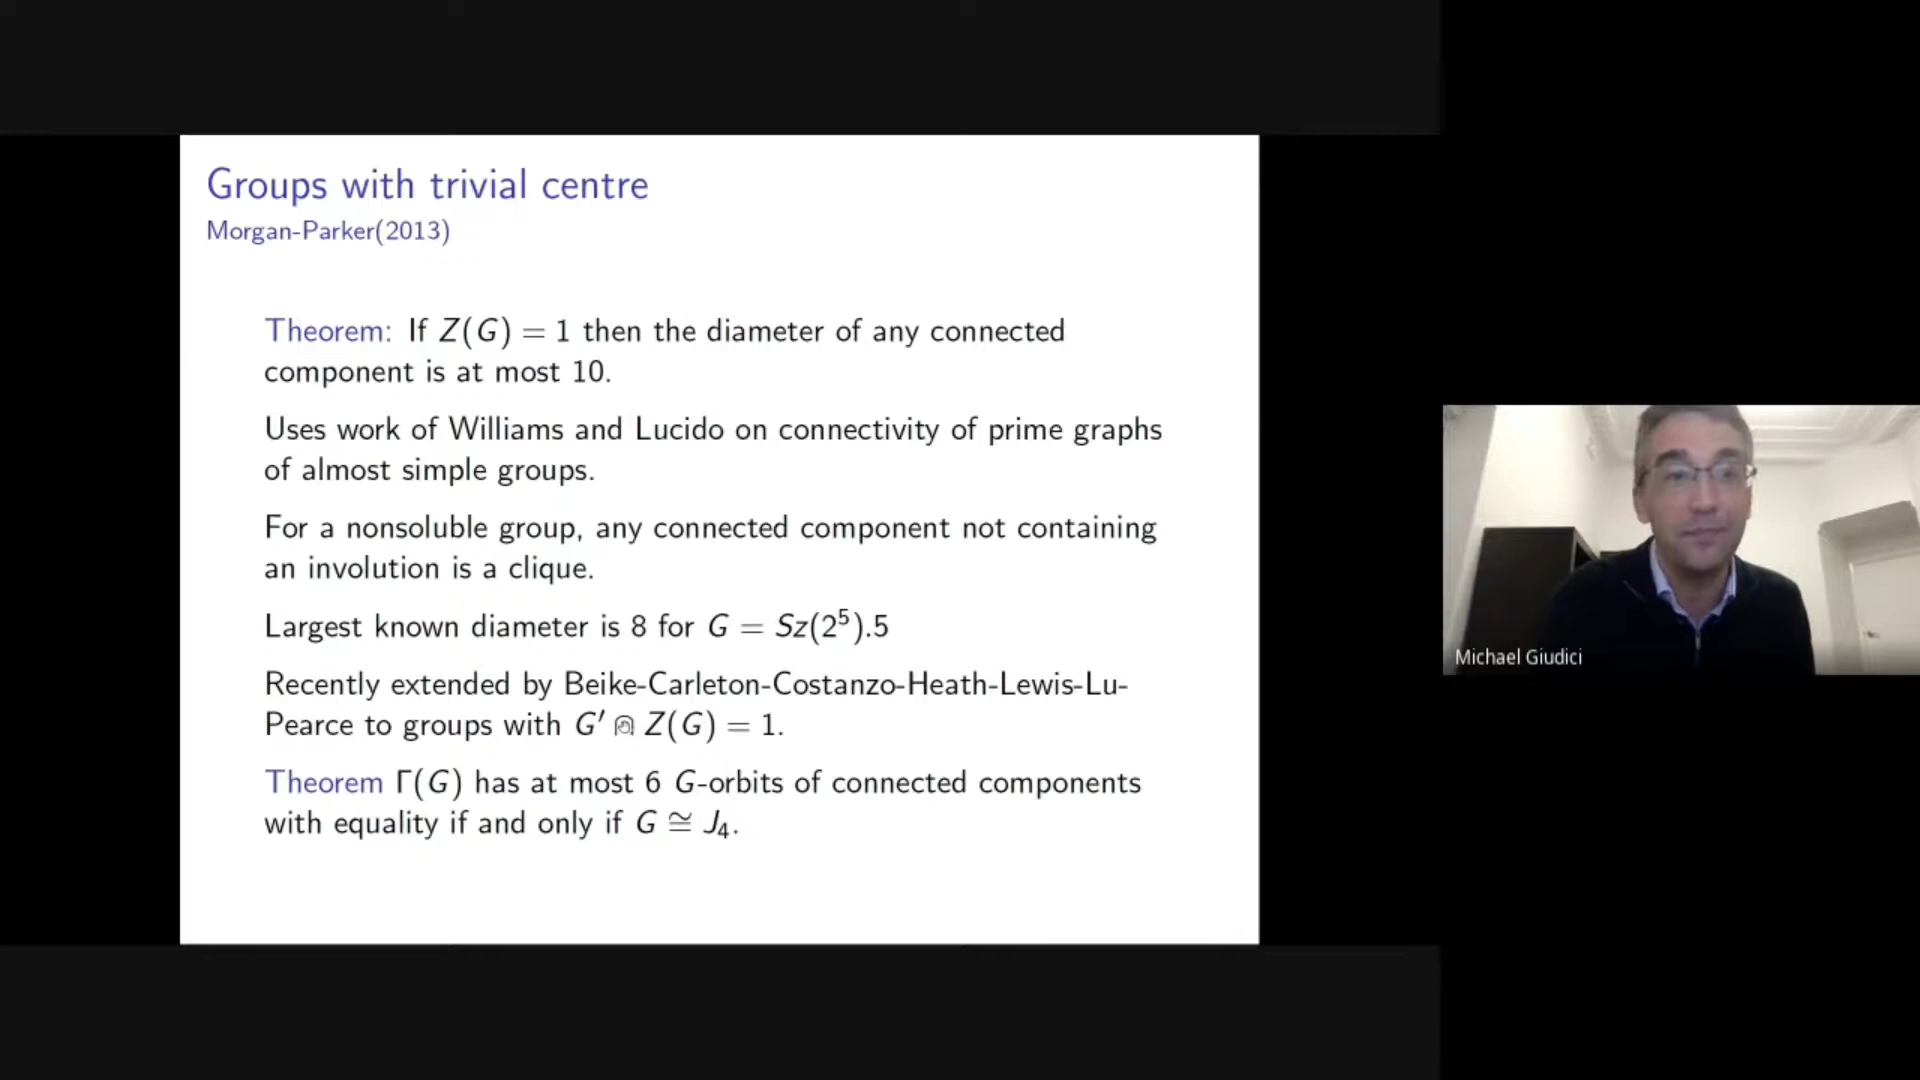 Groups with trivial centre
Morgan-Parker(2013)
Theorem: If Z(G) = 1 then the diameter of any connected
component is at most 10.
Uses work of Williams and Lucido on connectivity of prime graphs
of almost simple groups.
For a nonsoluble group, any connected component not containing
an involution is a clique.
Largest known diameter is 8 for G = Sz(2⁵).5
Recently extended by Beike-Carleton-Costanzo-Heath-Lewis-Lu-
Pearce to groups with G′ ∩ Z(G) = 1.
Theorem Γ(G) has at most 6 G-orbits of connected components
with equality if and only if G ≅ J₄.
Michael Giudici